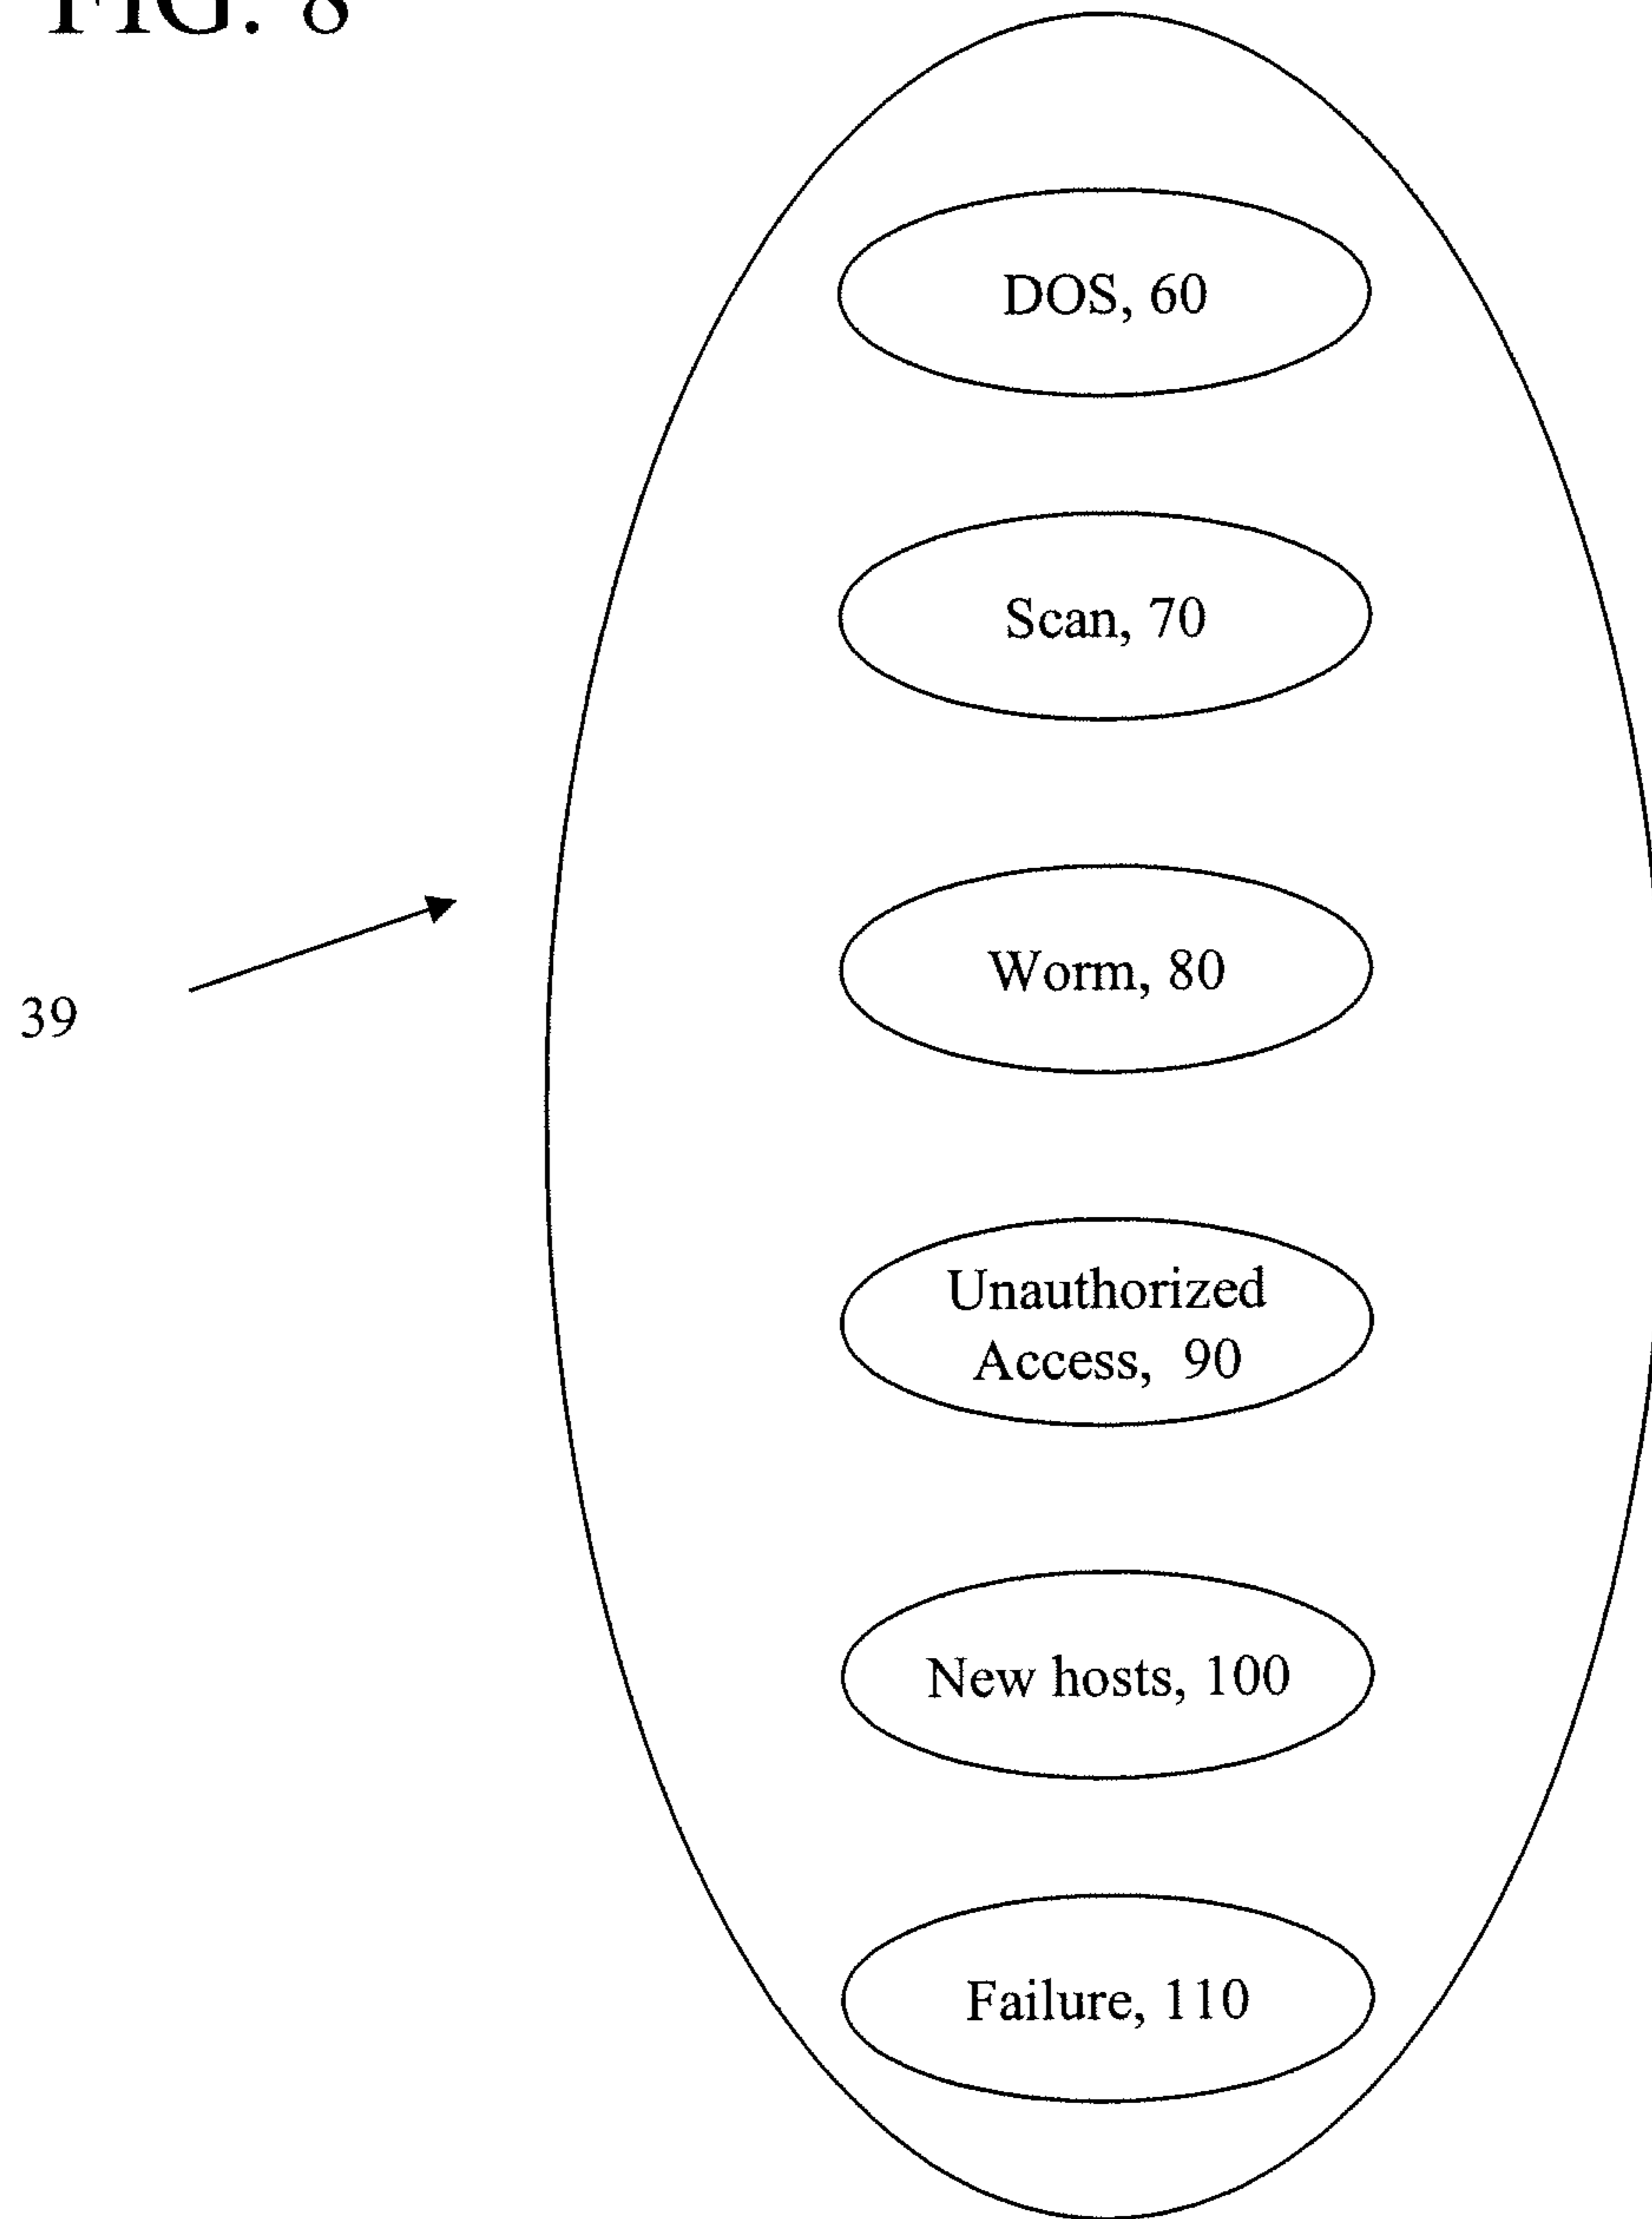 FIG. 8
DOS, 60
Scan, 70
Worm, 80
39
Unauthorized
Access, 90
New hosts, 100
Failure, 110